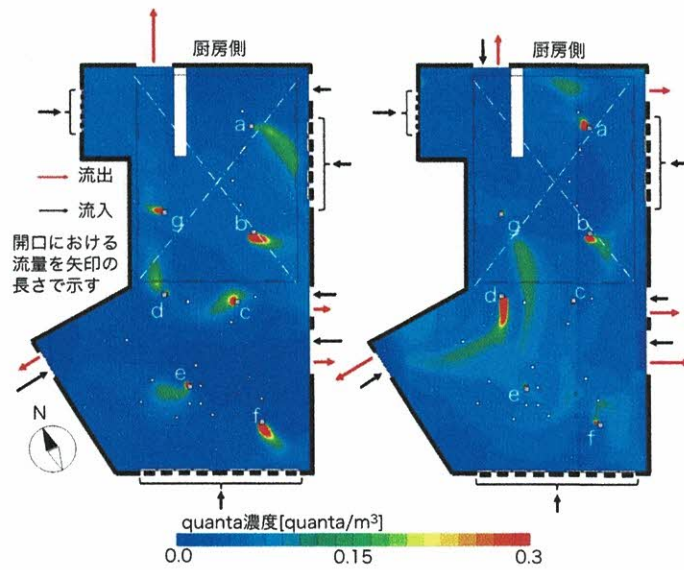 厨房側
厨房側
a
a
g
b
g
b
流出
流入
開口における
流量を矢印の
長さで示す
d
c
d
c
e
e
f
f
N
quanta濃度[quanta/m³]
0.0
0.15
0.3